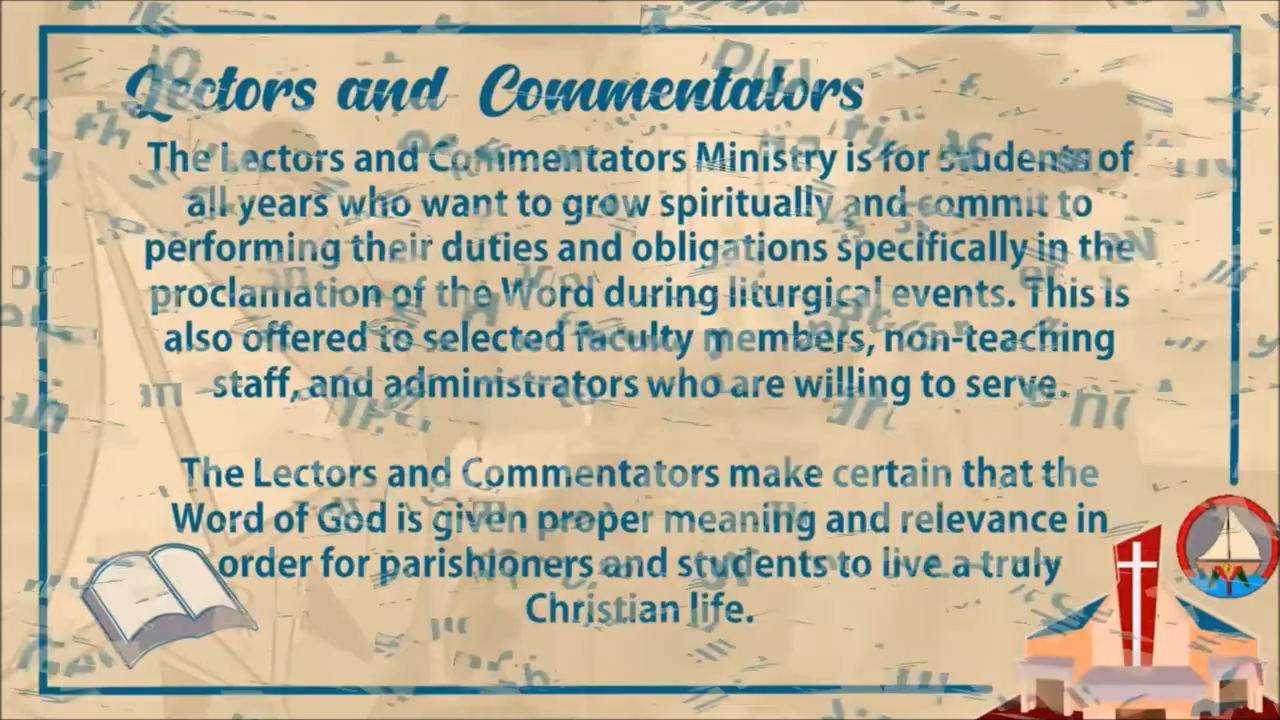 Lectors and Commentators
The Lectors and Commentators Ministry is for students of
all years who want to grow spiritually and commit to
performing their duties and obligations specifically in the
proclamation of the Word during liturgical events. This is
also offered to selected faculty members, non-teaching
staff, and administrators who are willing to serve.
The Lectors and Commentators make certain that the
Word of God is given proper meaning and relevance in
order for parishioners and students to live a truly
Christian life.